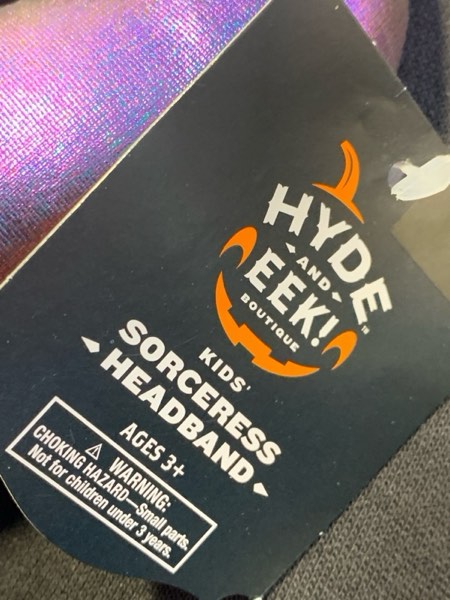 HYDE
AND
EEK!
BOUTIQUE
™
KIDS'
SORCERESS
HEADBAND
AGES 3+
⚠ WARNING:
CHOKING HAZARD—Small parts.
Not for children under 3 years.